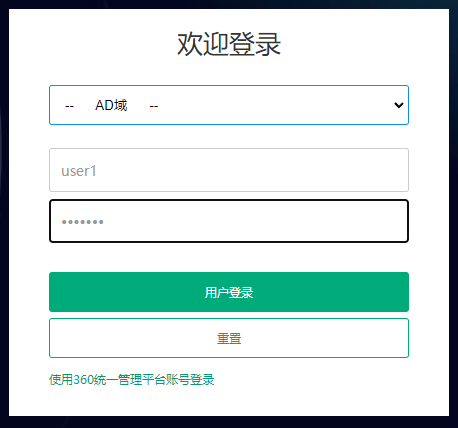 欢迎登录
-- AD域 --
user1
•••••••
用户登录
重置
使用360统一管理平台账号登录